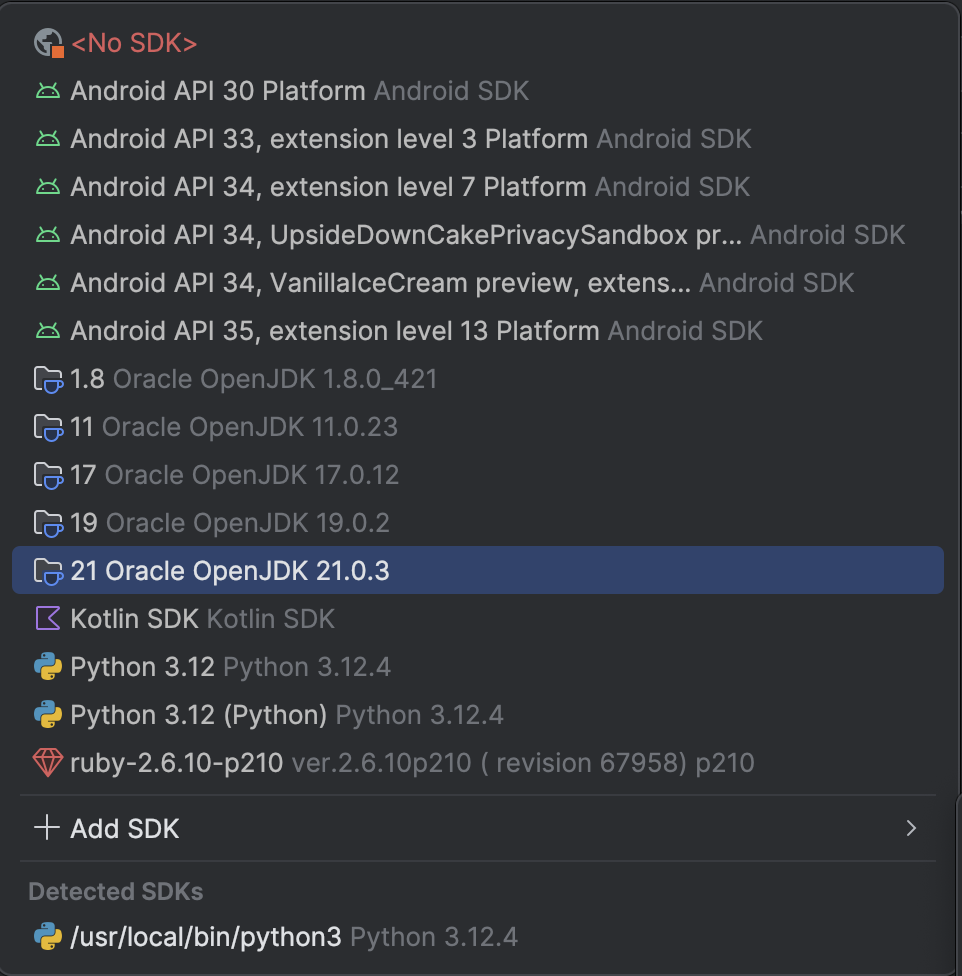 <No SDK>
Android API 30 Platform Android SDK
Android API 33, extension level 3 Platform Android SDK
Android API 34, extension level 7 Platform Android SDK
Android API 34, UpsideDownCakePrivacySandbox pr... Android SDK
Android API 34, VanillaIceCream preview, extens... Android SDK
Android API 35, extension level 13 Platform Android SDK
1.8 Oracle OpenJDK 1.8.0_421
11 Oracle OpenJDK 11.0.23
17 Oracle OpenJDK 17.0.12
19 Oracle OpenJDK 19.0.2
21 Oracle OpenJDK 21.0.3
Kotlin SDK Kotlin SDK
Python 3.12 Python 3.12.4
Python 3.12 (Python) Python 3.12.4
ruby-2.6.10-p210 ver.2.6.10p210 ( revision 67958) p210
Add SDK
Detected SDKs
/usr/local/bin/python3 Python 3.12.4